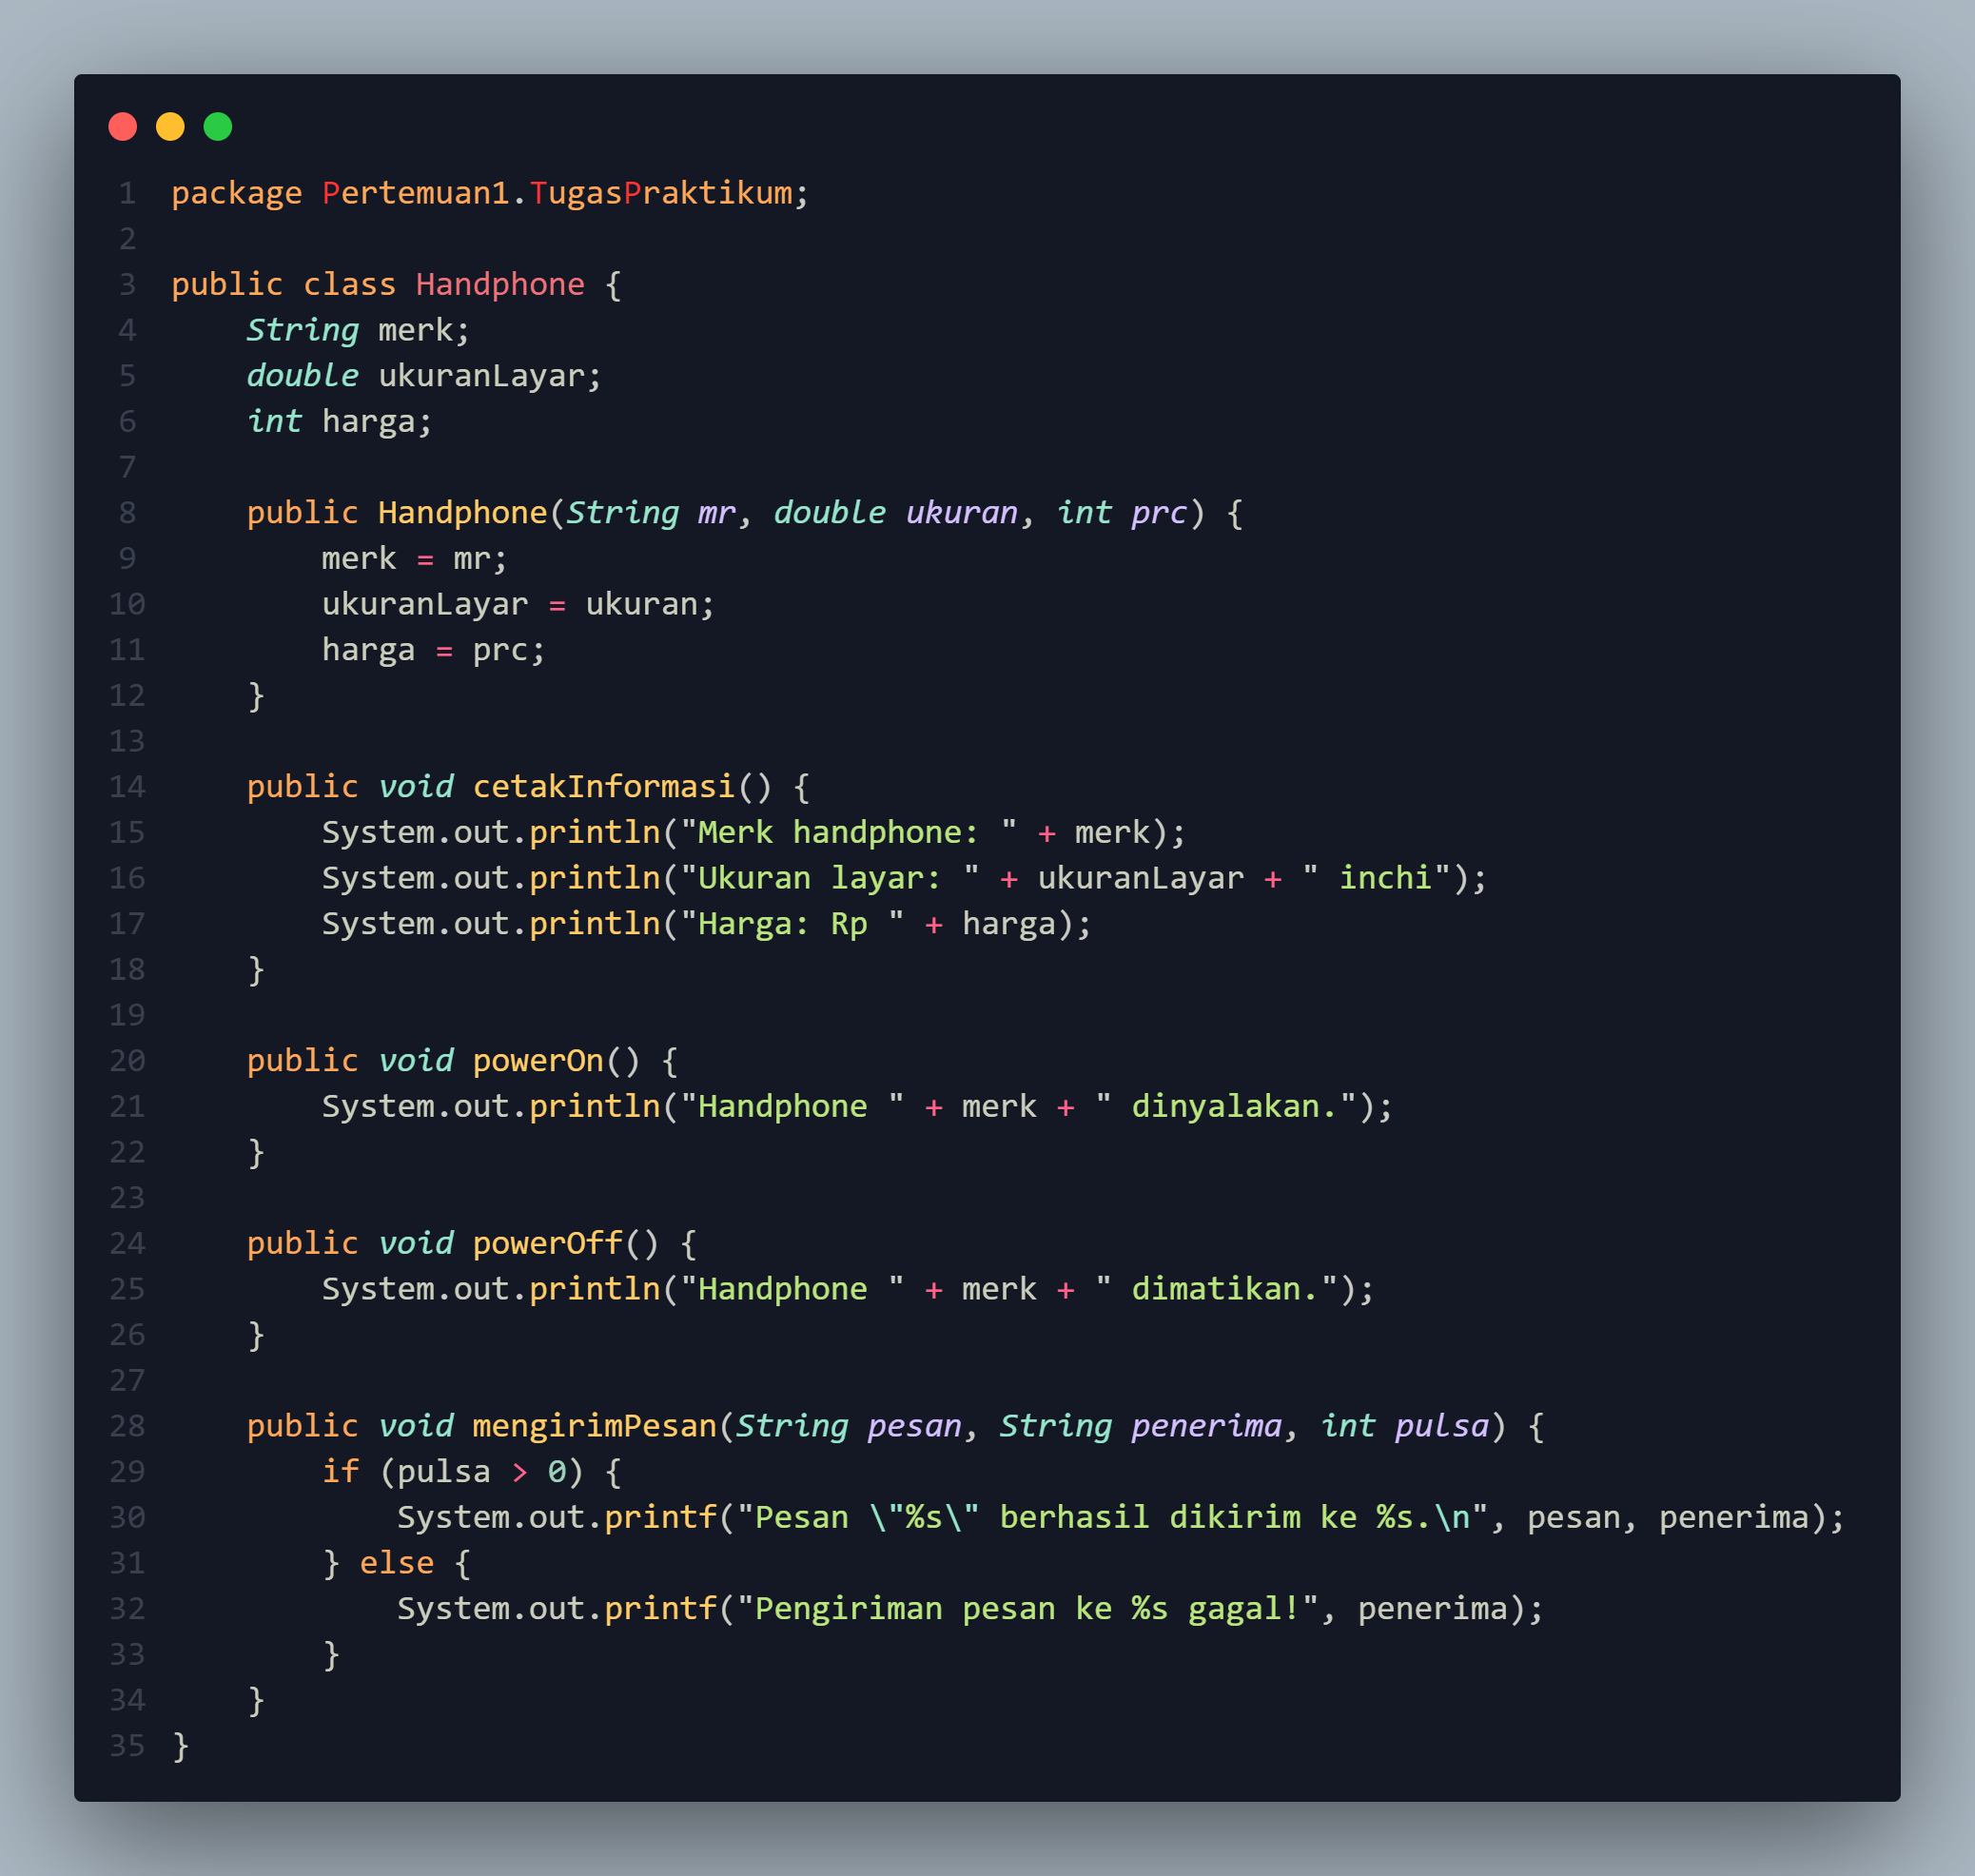 1 package Pertemuan1.TugasPraktikum;
2
3 public class Handphone {
4     String merk;
5     double ukuranLayar;
6     int harga;
7
8     public Handphone(String mr, double ukuran, int prc) {
9         merk = mr;
10         ukuranLayar = ukuran;
11         harga = prc;
12     }
13
14     public void cetakInformasi() {
15         System.out.println("Merk handphone: " + merk);
16         System.out.println("Ukuran layar: " + ukuranLayar + " inchi");
17         System.out.println("Harga: Rp " + harga);
18     }
19
20     public void powerOn() {
21         System.out.println("Handphone " + merk + " dinyalakan.");
22     }
23
24     public void powerOff() {
25         System.out.println("Handphone " + merk + " dimatikan.");
26     }
27
28     public void mengirimPesan(String pesan, String penerima, int pulsa) {
29         if (pulsa > 0) {
30             System.out.printf("Pesan \"%s\" berhasil dikirim ke %s.\n", pesan, penerima);
31         } else {
32             System.out.printf("Pengiriman pesan ke %s gagal!", penerima);
33         }
34     }
35 }